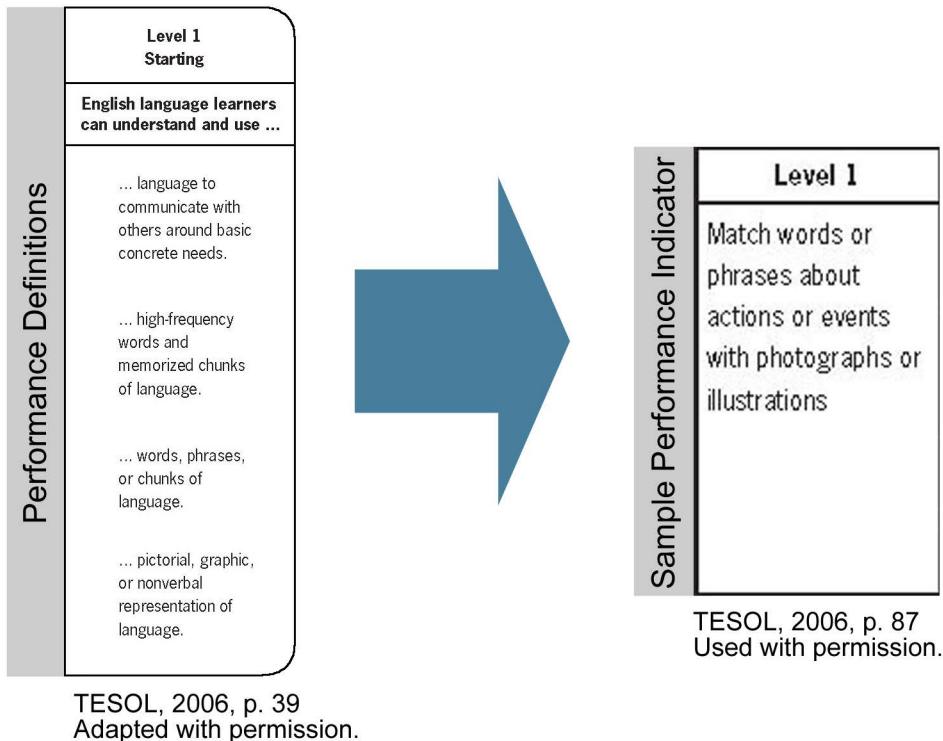 Performance Definitions
Level 1
Starting
English language learners
can understand and use ...
... language to
communicate with
others around basic
concrete needs.
... high-frequency
words and
memorized chunks
of language.
... words, phrases,
or chunks of
language.
... pictorial, graphic,
or nonverbal
representation of
language.
TESOL, 2006, p. 39
Adapted with permission.
Sample Performance Indicator
Level 1
Match words or
phrases about
actions or events
with photographs or
illustrations
TESOL, 2006, p. 87
Used with permission.